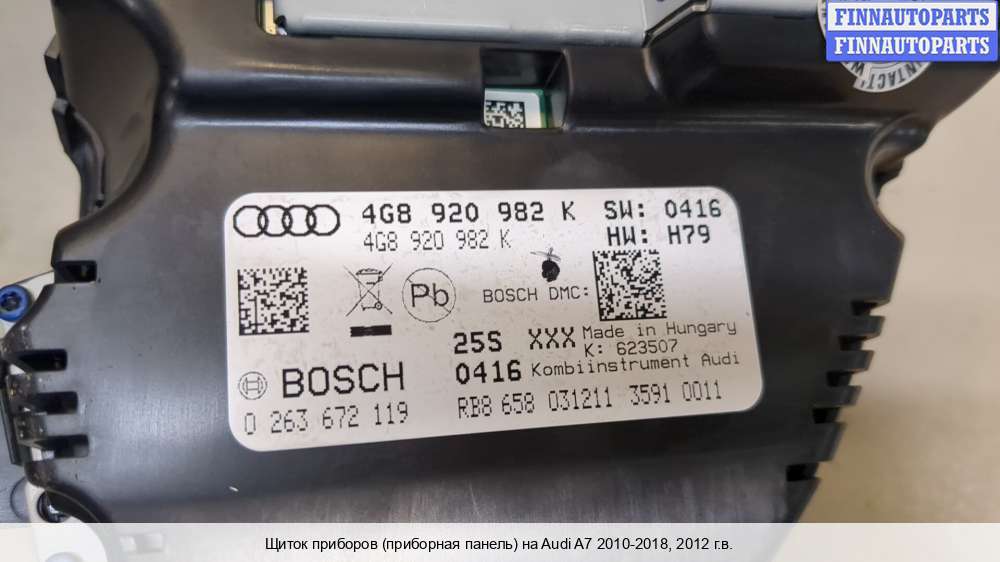 FINNAUTOPARTS
FINNAUTOPARTS
4G8 920 982 K SW: 0416
4G8 920 982 K HW: H79
Pb
BOSCH DMC:
25S XXX Made in Hungary
K: 623507
BOSCH 0416 Kombiinstrument Audi
0 263 672 119 RB8 658 031211 3591 0011
Щиток приборов (приборная панель) на Audi A7 2010-2018, 2012 г.в.